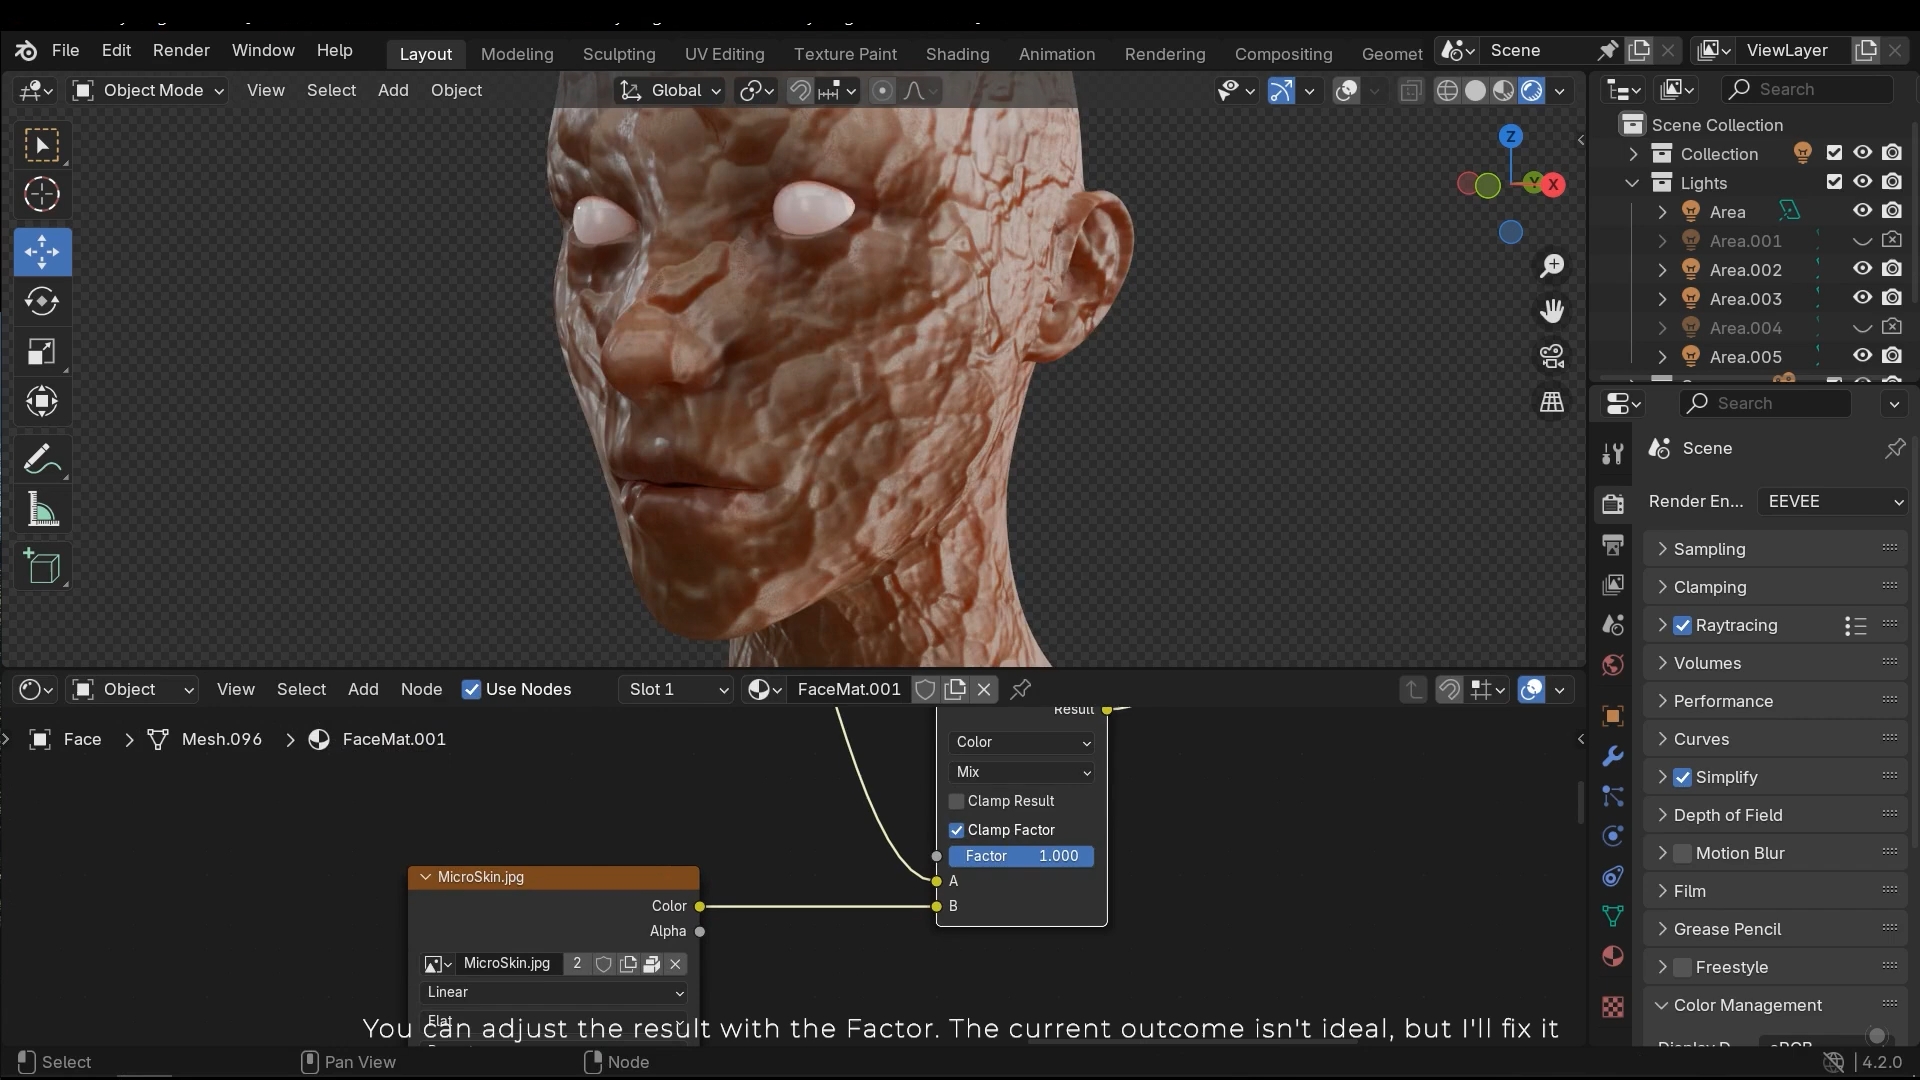 File Edit Render Window Help Layout Modeling Sculpting UV Editing Texture Paint Shading Animation Rendering Compositing Geomet Scene ViewLayer
Object Mode View Select Add Object Global Search
Z
Y X
Scene Collection
Collection
Lights
Area
Area.001
Area.002
Area.003
Area.004
Area.005
Search
Scene
Render En... EEVEE
Sampling
Clamping
Raytracing
Volumes
Performance
Curves
Simplify
Depth of Field
Motion Blur
Film
Grease Pencil
Freestyle
Color Management
Object View Select Add Node Use Nodes Slot 1 FaceMat.001
Face > Mesh.096 > FaceMat.001
Result
Color
Mix
Clamp Result
Clamp Factor
Factor 1.000
A
B
MicroSkin.jpg
Color
Alpha
MicroSkin.jpg 2
Linear
Flat
You can adjust the result with the Factor. The current outcome isn't ideal, but I'll fix it
Select Pan View Node 4.2.0